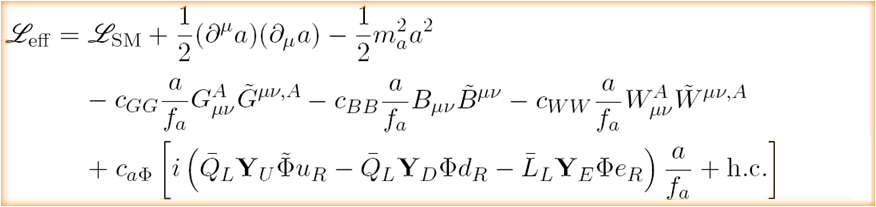 ℒ_eff = ℒ_SM + 1/2 (∂^μ a)(∂_μ a) − 1/2 m_a^2 a^2
− c_GG a/f_a G^A_μν G̃^μν,A − c_BB a/f_a B_μν B̃^μν − c_WW a/f_a W^A_μν W̃^μν,A
+ c_aΦ [ i ( Q̄_L Y_U Φ̃ u_R − Q̄_L Y_D Φ d_R − L̄_L Y_E Φ e_R ) a/f_a + h.c. ]